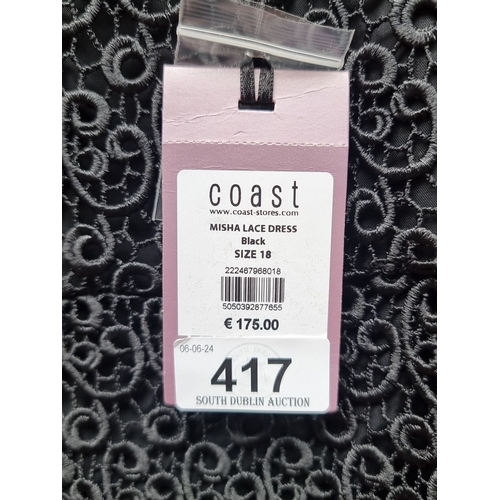 coast
www.coast-stores.com
MISHA LACE DRESS
Black
SIZE 18
222467968018
5050392877655
€ 175.00
06-06-24
417
SOUTH DUBLIN AUCTION